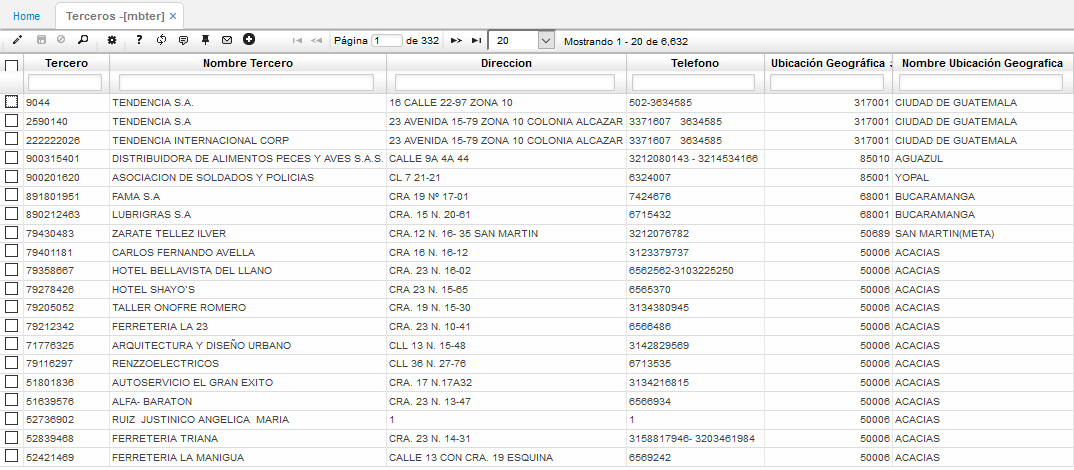 Home Terceros -[mbter] ×
Página 1 de 332 20 Mostrando 1 - 20 de 6,632
Tercero Nombre Tercero Direccion Telefono Ubicación Geográfica Nombre Ubicación Geografica
9044 TENDENCIA S.A. 16 CALLE 22-97 ZONA 10 502-3634585 317001 CIUDAD DE GUATEMALA
2590140 TENDENCIA S.A 23 AVENIDA 15-79 ZONA 10 COLONIA ALCAZAR 3371607 3634585 317001 CIUDAD DE GUATEMALA
222222026 TENDENCIA INTERNACIONAL CORP 23 AVENIDA 15-79 ZONA 10 COLONIA ALCAZAR 3371607 3634585 317001 CIUDAD DE GUATEMALA
900315401 DISTRIBUIDORA DE ALIMENTOS PECES Y AVES S.A.S. CALLE 9A 4A 44 3212080143 - 3214534166 85010 AGUAZUL
900201620 ASOCIACION DE SOLDADOS Y POLICIAS CL 7 21-21 6324007 85001 YOPAL
891801951 FAMA S.A CRA 19 Nº 17-01 7424676 68001 BUCARAMANGA
890212463 LUBRIGRAS S.A CRA. 15 N. 20-61 6715432 68001 BUCARAMANGA
79430483 ZARATE TELLEZ ILVER CRA.12 N. 16- 35 SAN MARTIN 3212076782 50689 SAN MARTIN(META)
79401181 CARLOS FERNANDO AVELLA CRA 16 N. 16-12 3123379737 50006 ACACIAS
79358667 HOTEL BELLAVISTA DEL LLANO CRA. 23 N. 16-02 6562562-3103225250 50006 ACACIAS
79278426 HOTEL SHAYO'S CRA 23 N. 15-65 6565370 50006 ACACIAS
79205052 TALLER ONOFRE ROMERO CRA. 19 N. 15-30 3134380945 50006 ACACIAS
79212342 FERRETERIA LA 23 CRA. 23 N. 10-41 6566486 50006 ACACIAS
71776325 ARQUITECTURA Y DISEÑO URBANO CLL 13 N. 15-48 3142829569 50006 ACACIAS
79116297 RENZZOELECTRICOS CLL 36 N. 27-76 6713535 50006 ACACIAS
51801836 AUTOSERVICIO EL GRAN EXITO CRA. 17 N.17A32 3134216815 50006 ACACIAS
51639576 ALFA- BARATON CRA. 23 N. 13-47 6566934 50006 ACACIAS
52736902 RUIZ JUSTINICO ANGELICA MARIA 1 1 50006 ACACIAS
52839468 FERRETERIA TRIANA CRA. 23 N. 14-31 3158817946- 3203461984 50006 ACACIAS
52421469 FERRETERIA LA MANIGUA CALLE 13 CON CRA. 19 ESQUINA 6569242 50006 ACACIAS